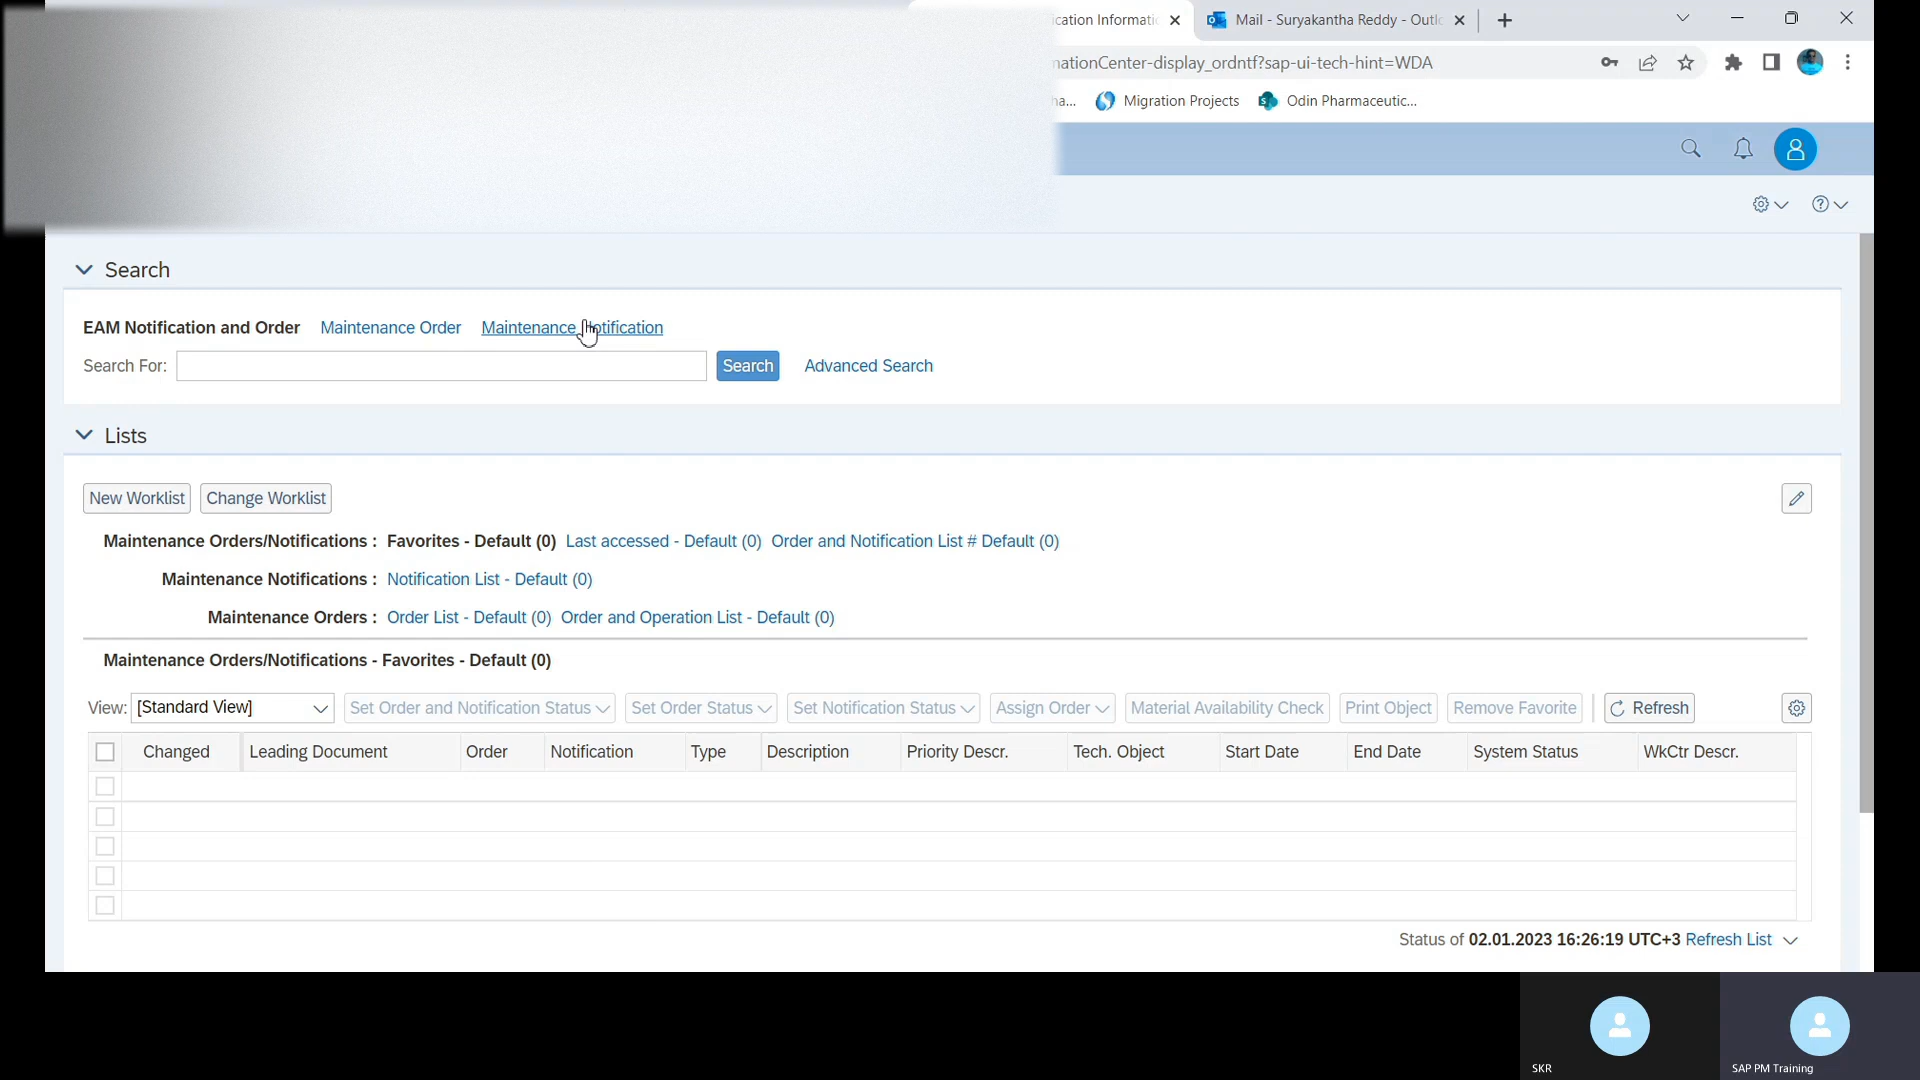 ication Informati
Mail - Suryakantha Reddy - Outlo
nationCenter-display_ordntf?sap-ui-tech-hint=WDA
ha...
Migration Projects
Odin Pharmaceutic...
Search
EAM Notification and Order Maintenance Order Maintenance Notification
Search For: Search Advanced Search
Lists
New Worklist Change Worklist
Maintenance Orders/Notifications : Favorites - Default (0) Last accessed - Default (0) Order and Notification List # Default (0)
Maintenance Notifications : Notification List - Default (0)
Maintenance Orders : Order List - Default (0) Order and Operation List - Default (0)
Maintenance Orders/Notifications - Favorites - Default (0)
View: [Standard View] Set Order and Notification Status Set Order Status Set Notification Status Assign Order Material Availability Check Print Object Remove Favorite Refresh
Changed Leading Document Order Notification Type Description Priority Descr. Tech. Object Start Date End Date System Status WkCtr Descr.
Status of 02.01.2023 16:26:19 UTC+3 Refresh List
SKR
SAP PM Training